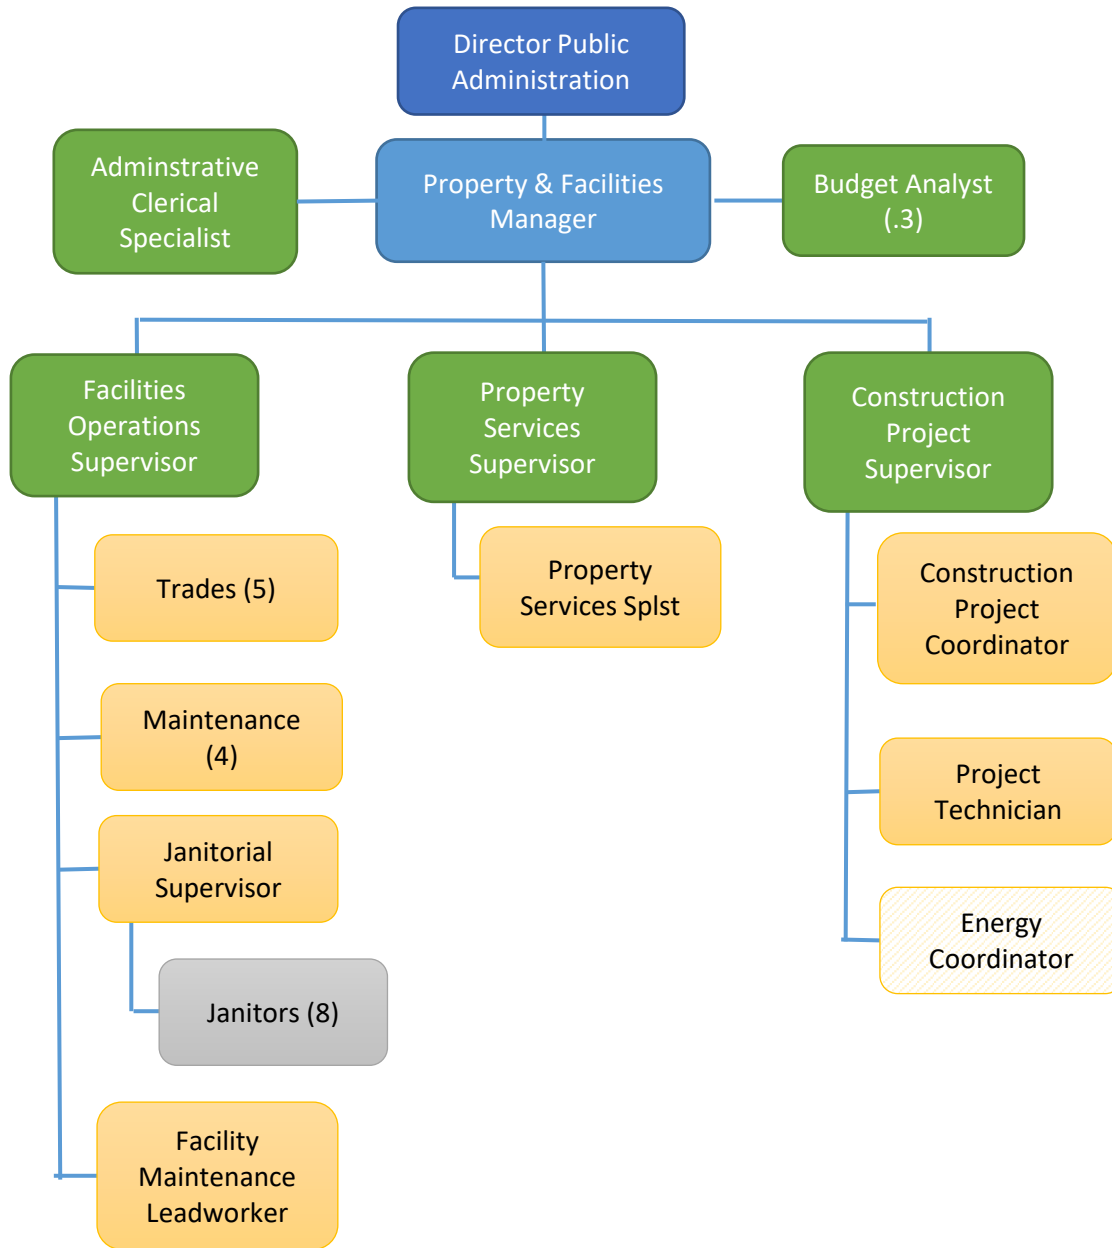 Director Public
Administration
Adminstrative
Clerical
Specialist
Property & Facilities
Manager
Budget Analyst
(.3)
Facilities
Operations
Supervisor
Property
Services
Supervisor
Construction
Project
Supervisor
Trades (5)
Property
Services Splst
Construction
Project
Coordinator
Maintenance
(4)
Project
Technician
Janitorial
Supervisor
Energy
Coordinator
Janitors (8)
Facility
Maintenance
Leadworker